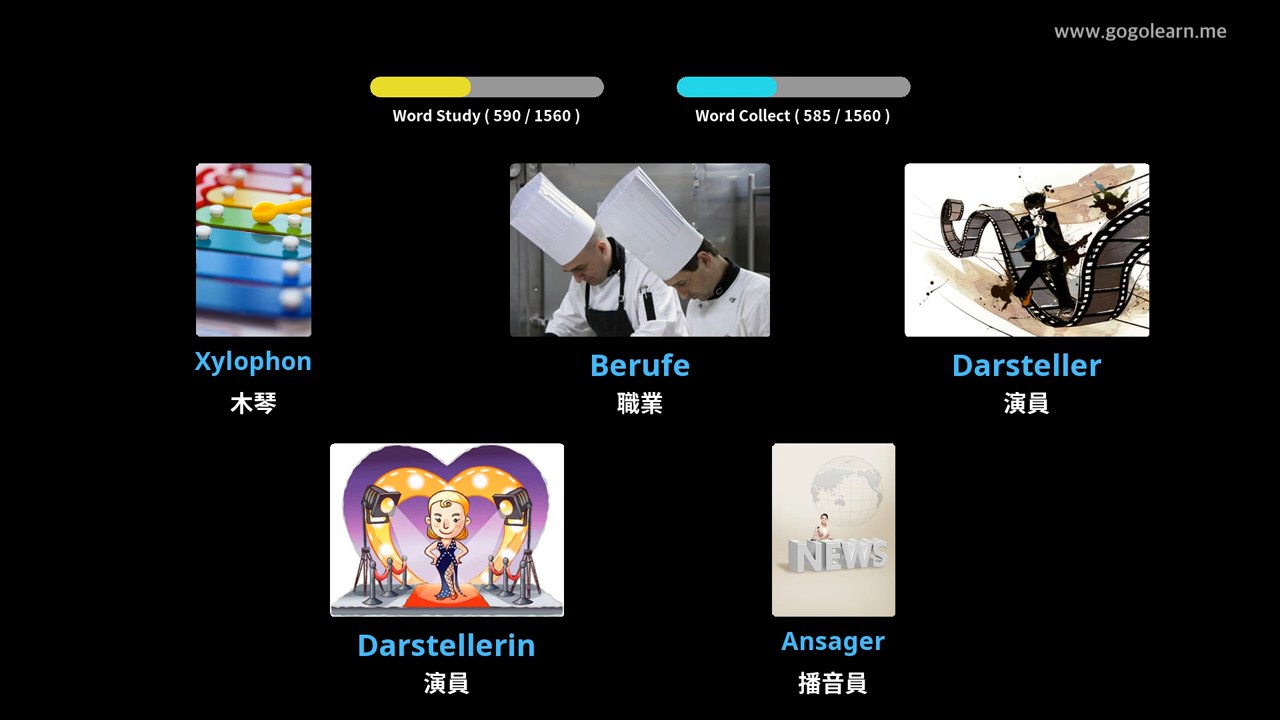 www.gogolearn.me
Word Study ( 590 / 1560 )
Word Collect ( 585 / 1560 )
Xylophon
木琴
Berufe
職業
Darsteller
演員
Darstellerin
演員
NEWS
Ansager
播音員